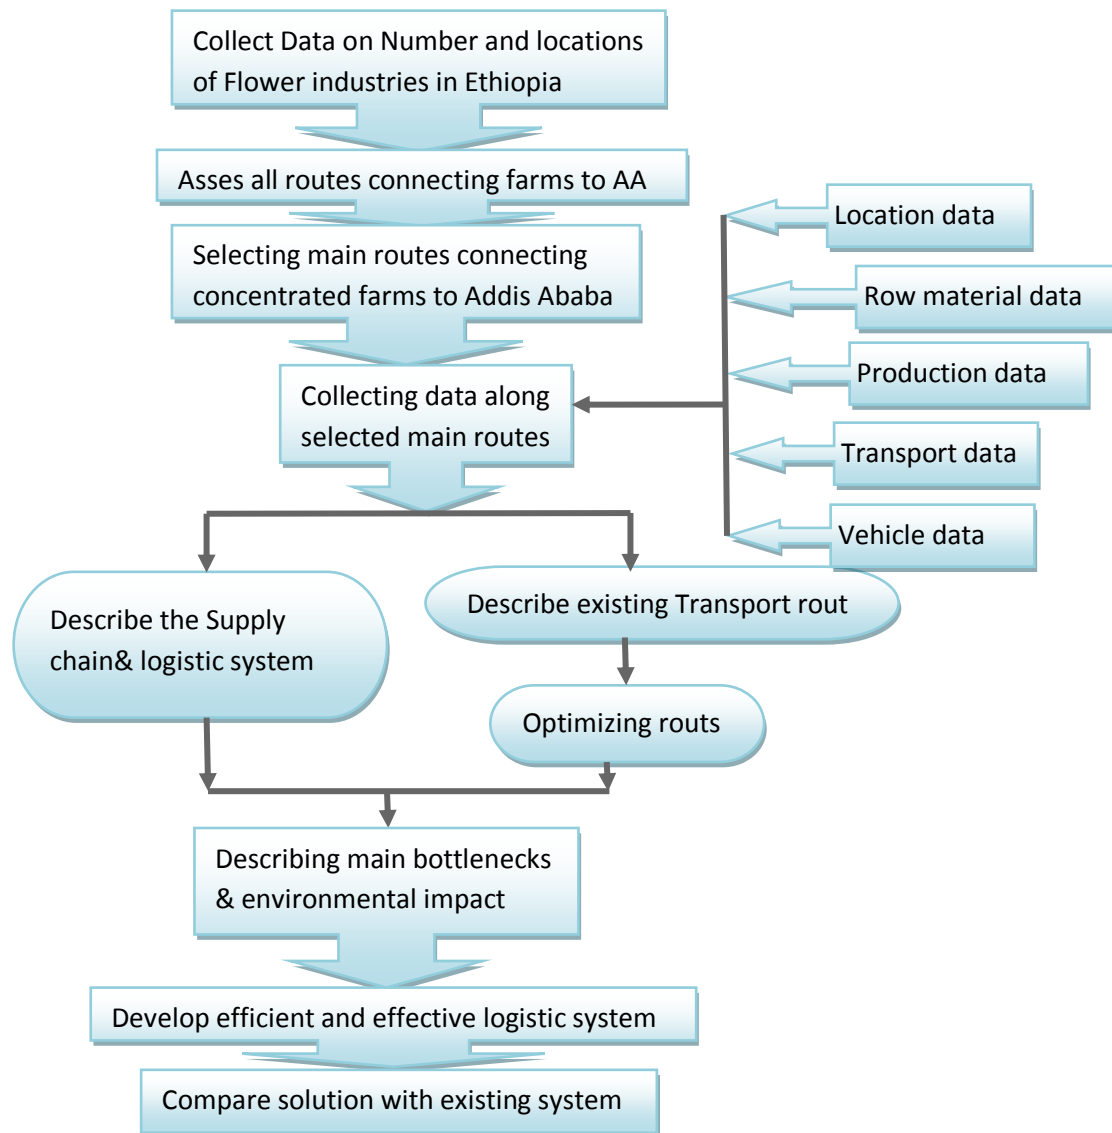 Collect Data on Number and locations
of Flower industries in Ethiopia
Asses all routes connecting farms to AA
Selecting main routes connecting
concentrated farms to Addis Ababa
Collecting data along
selected main routes
Location data
Row material data
Production data
Transport data
Vehicle data
Describe the Supply
chain& logistic system
Describe existing Transport rout
Optimizing routs
Describing main bottlenecks
& environmental impact
Develop efficient and effective logistic system
Compare solution with existing system